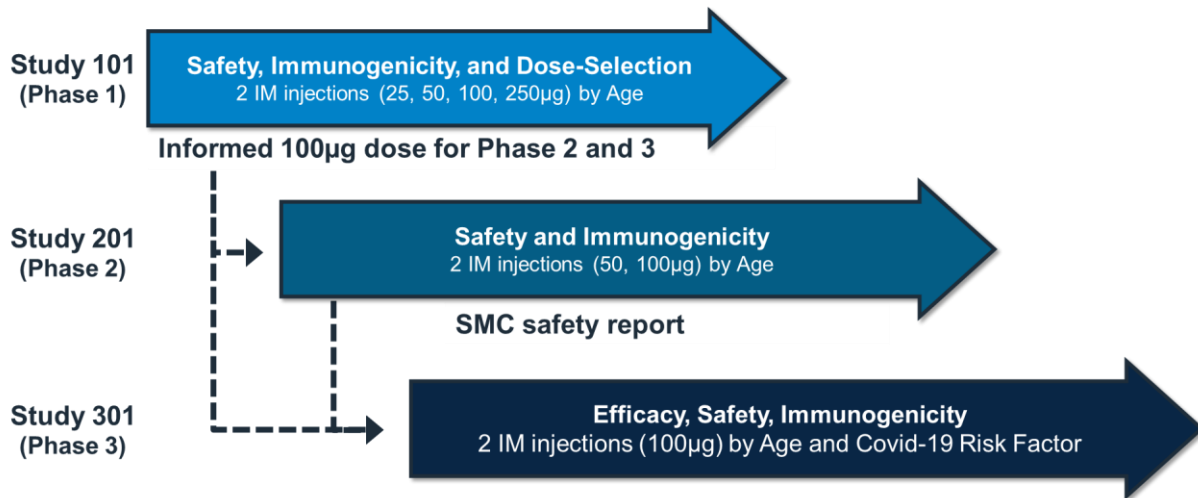 Study 101
(Phase 1)
Safety, Immunogenicity, and Dose-Selection
2 IM injections (25, 50, 100, 250µg) by Age
Informed 100µg dose for Phase 2 and 3
Study 201
(Phase 2)
Safety and Immunogenicity
2 IM injections (50, 100µg) by Age
SMC safety report
Study 301
(Phase 3)
Efficacy, Safety, Immunogenicity
2 IM injections (100µg) by Age and Covid-19 Risk Factor